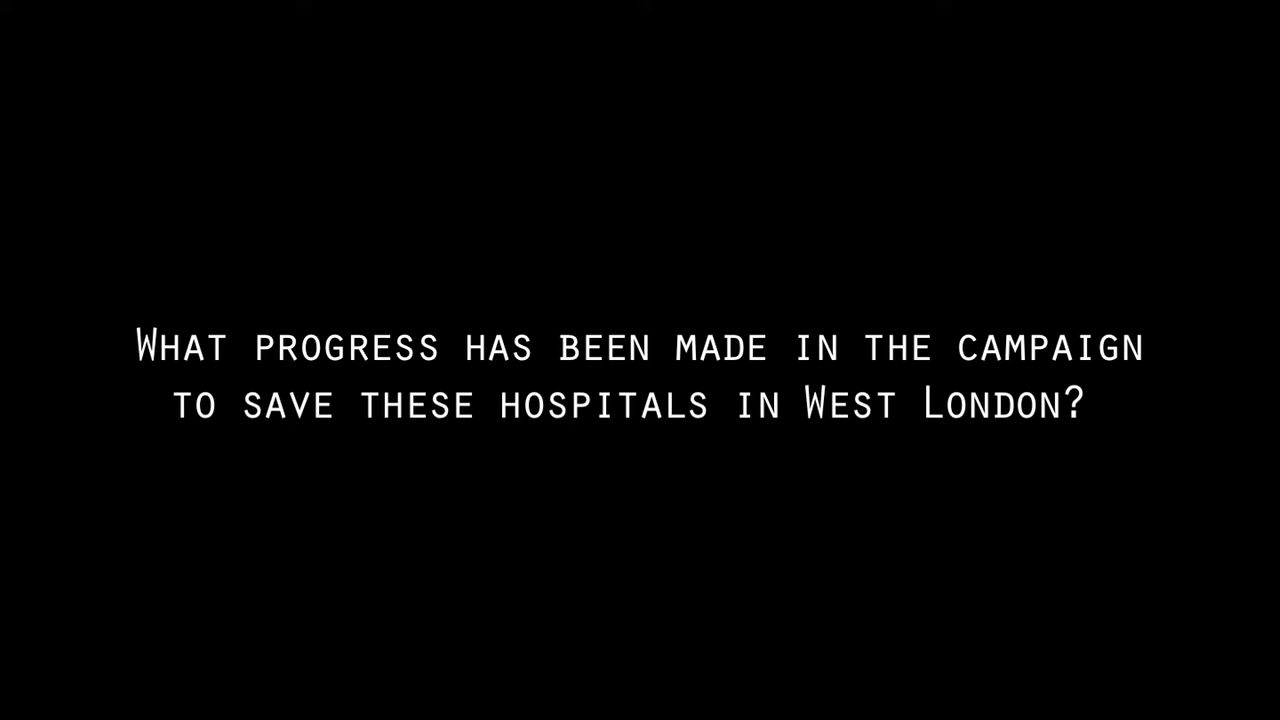 What progress has been made in the campaign
to save these hospitals in West London?